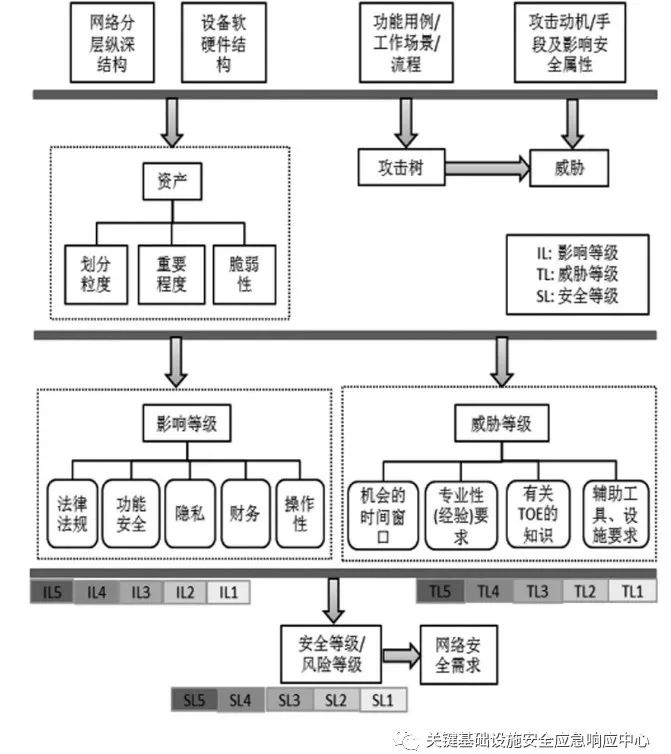 网络分
层纵深
结构
设备软
硬件结
构
功能用例/
工作场景/
流程
攻击动机/手
段及影响安
全属性
资产
攻击树
威胁
划分
粒度
重要
程度
脆弱
性
IL: 影响等级
TL: 威胁等级
SL: 安全等级
影响等级
法律
法规
功能
安全
隐私
财务
操作
性
威胁等级
机会的
时间窗
口
专业性
(经验)要
求
有关
TOE的
知识
辅助工
具、设
施要求
IL5 IL4 IL3 IL2 IL1
TL5 TL4 TL3 TL2 TL1
安全等级/
风险等级
网络安
全需求
SL5 SL4 SL3 SL2 SL1
关键基础设施安全应急响应中心